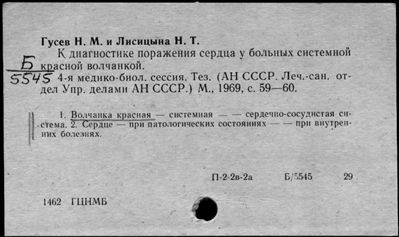 Гусев Н. М. и Лисицына Н. Т.
К диагностике поражения сердца у больных системной
красной волчанкой.
Б
5545
4-я медико-биол. сессия. Тез. (АН СССР. Леч.-сан. от-
дел Упр. делами АН СССР.) М., 1969, с. 59—60.
1. Волчанка красная — системная — — сердечно-сосудистая си-
стема. 2. Сердце — при патологических состояниях — — при внутрен-
них болезнях.
П-2-2в-2а Б/5545 29
1462 ГЦНМБ